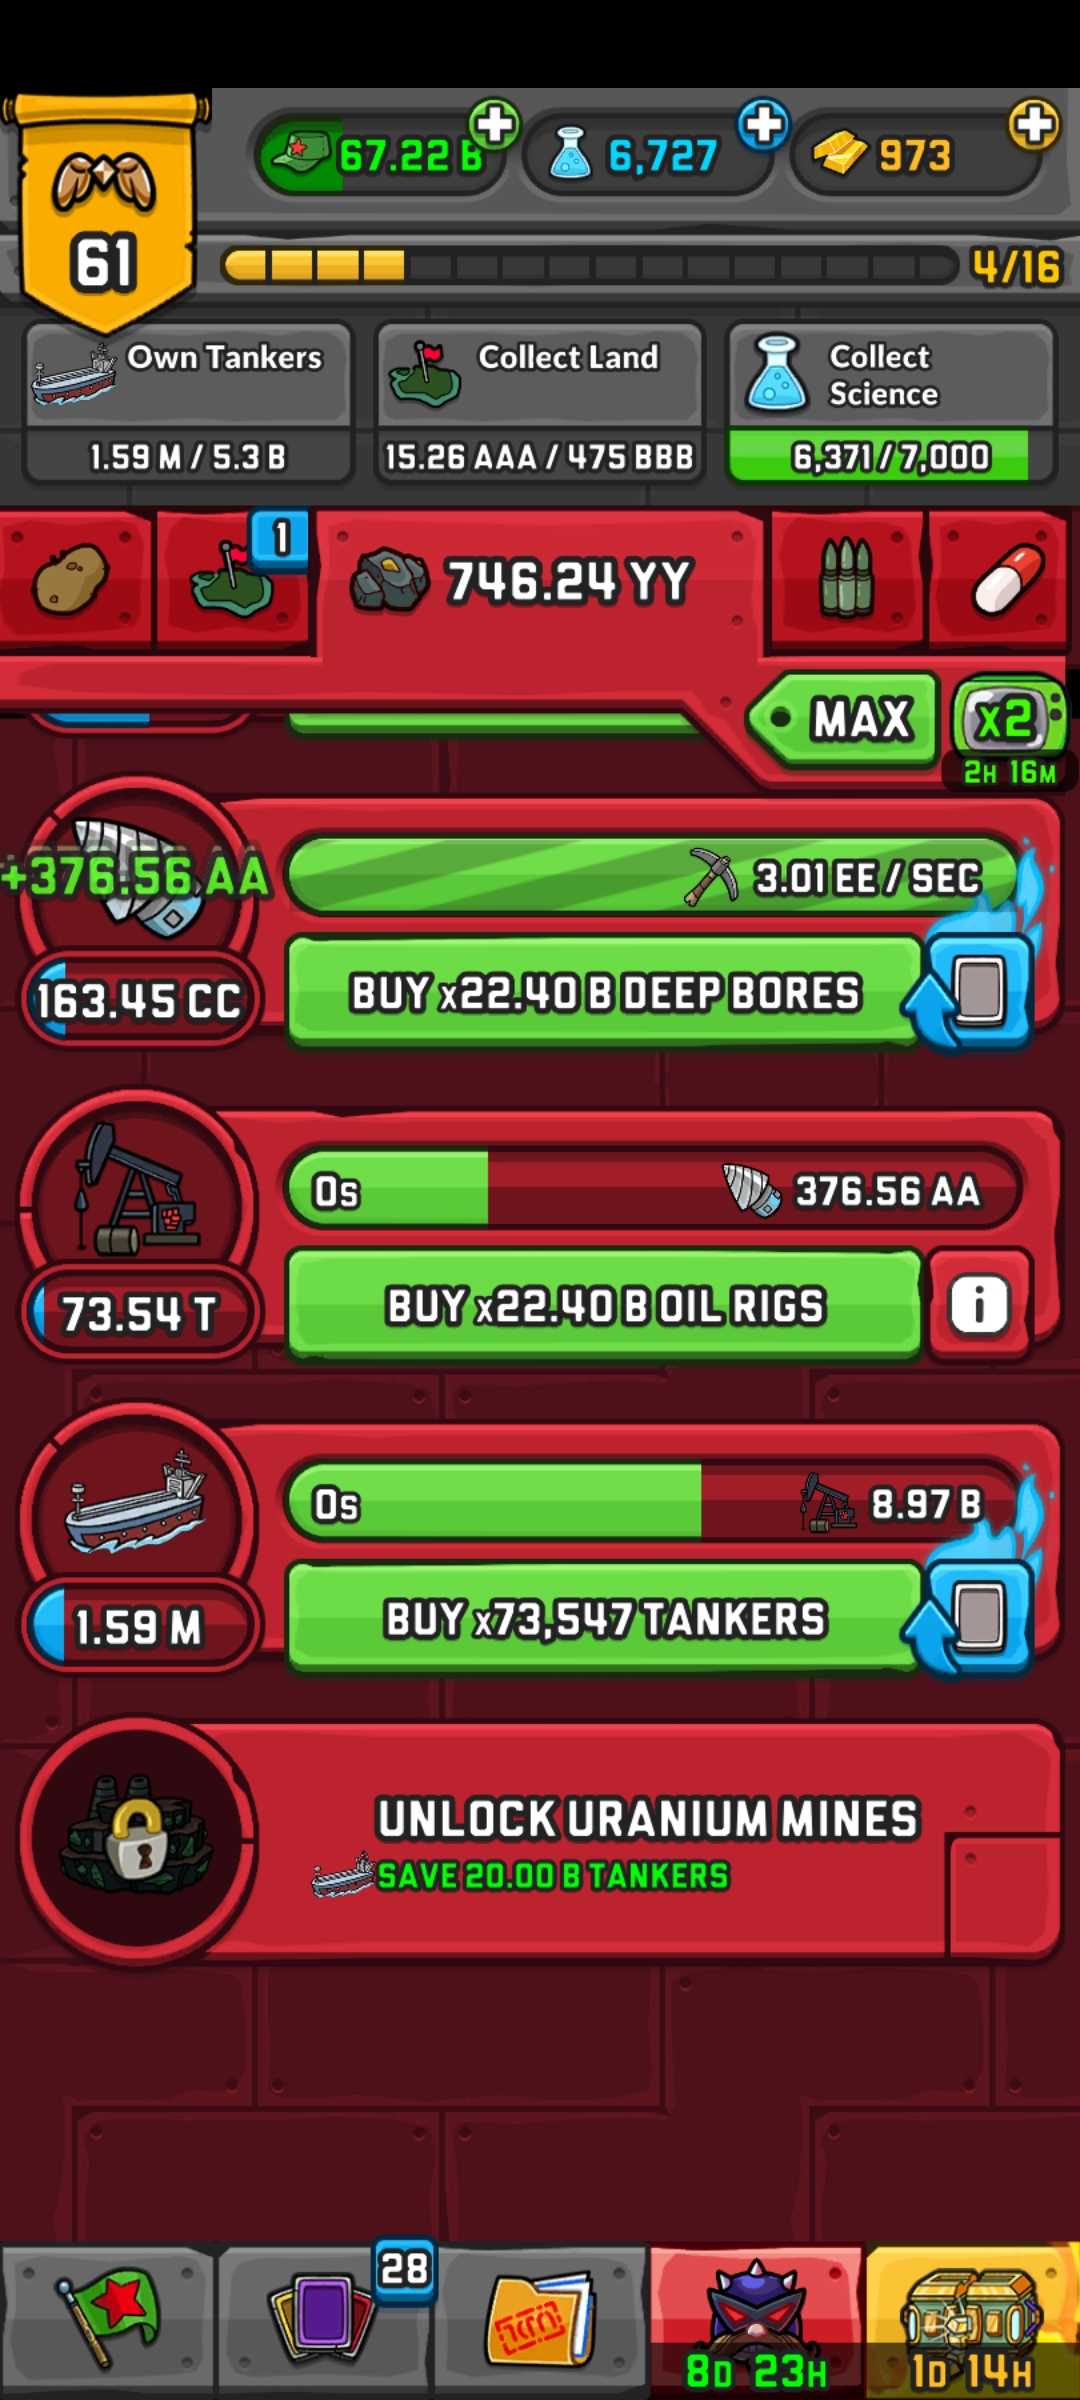 67.22 B
6,727
973
61
4/16
Own Tankers
1.59 M / 5.3 B
Collect Land
15.26 AAA / 475 BBB
Collect
Science
6,371 / 7,000
1
746.24 YY
MAX
x2
2H 16M
+376.56 AA
3.01 EE / SEC
163.45 CC
BUY x22.40 B DEEP BORES
0s
376.56 AA
73.54 T
BUY x22.40 B OIL RIGS
i
0s
8.97 B
1.59 M
BUY x73,547 TANKERS
UNLOCK URANIUM MINES
SAVE 20.00 B TANKERS
28
8D 23H
1D 14H